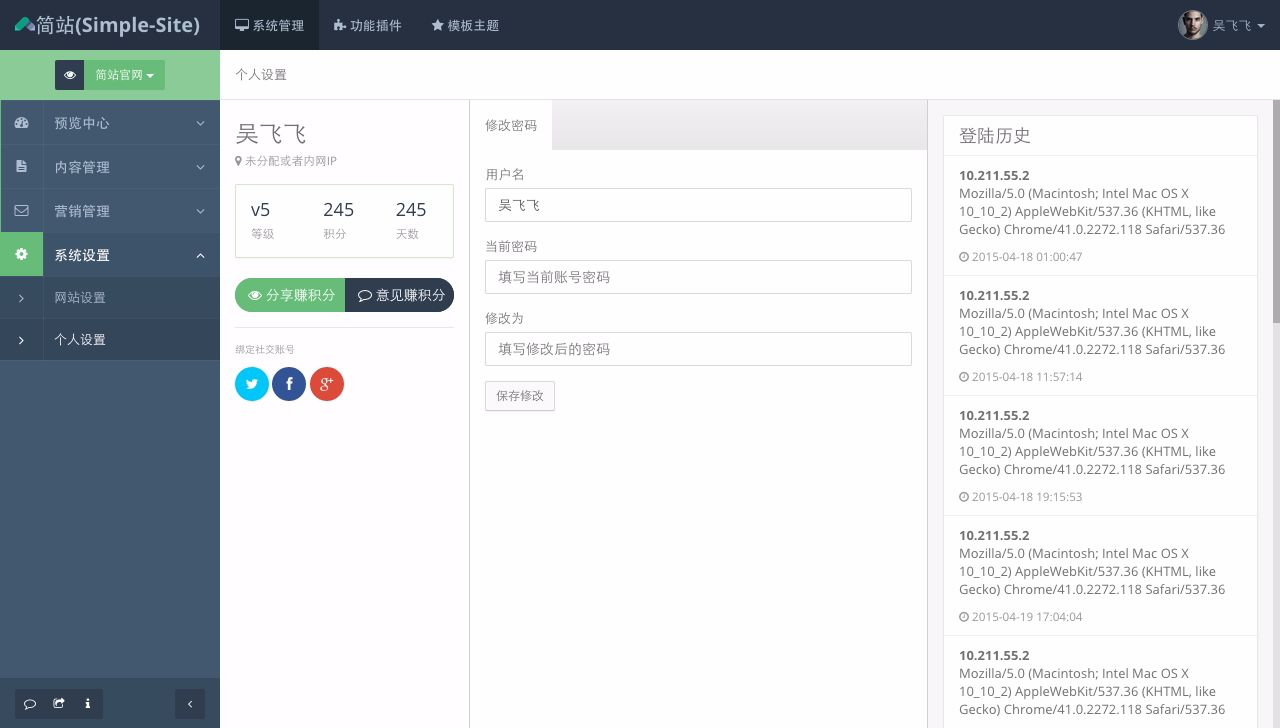 简站(Simple-Site)
系统管理
功能插件
模板主题
吴飞飞
简站官网
预览中心
内容管理
营销管理
系统设置
网站设置
个人设置
个人设置
吴飞飞
未分配或者内网IP
v5
245
245
等级
积分
天数
分享赚积分
意见赚积分
绑定社交账号
修改密码
用户名
吴飞飞
当前密码
填写当前账号密码
修改为
填写修改后的密码
保存修改
登陆历史
10.211.55.2
Mozilla/5.0 (Macintosh; Intel Mac OS X
10_10_2) AppleWebKit/537.36 (KHTML, like
Gecko) Chrome/41.0.2272.118 Safari/537.36
2015-04-18 01:00:47
10.211.55.2
Mozilla/5.0 (Macintosh; Intel Mac OS X
10_10_2) AppleWebKit/537.36 (KHTML, like
Gecko) Chrome/41.0.2272.118 Safari/537.36
2015-04-18 11:57:14
10.211.55.2
Mozilla/5.0 (Macintosh; Intel Mac OS X
10_10_2) AppleWebKit/537.36 (KHTML, like
Gecko) Chrome/41.0.2272.118 Safari/537.36
2015-04-18 19:15:53
10.211.55.2
Mozilla/5.0 (Macintosh; Intel Mac OS X
10_10_2) AppleWebKit/537.36 (KHTML, like
Gecko) Chrome/41.0.2272.118 Safari/537.36
2015-04-19 17:04:04
10.211.55.2
Mozilla/5.0 (Macintosh; Intel Mac OS X
10_10_2) AppleWebKit/537.36 (KHTML, like
Gecko) Chrome/41.0.2272.118 Safari/537.36